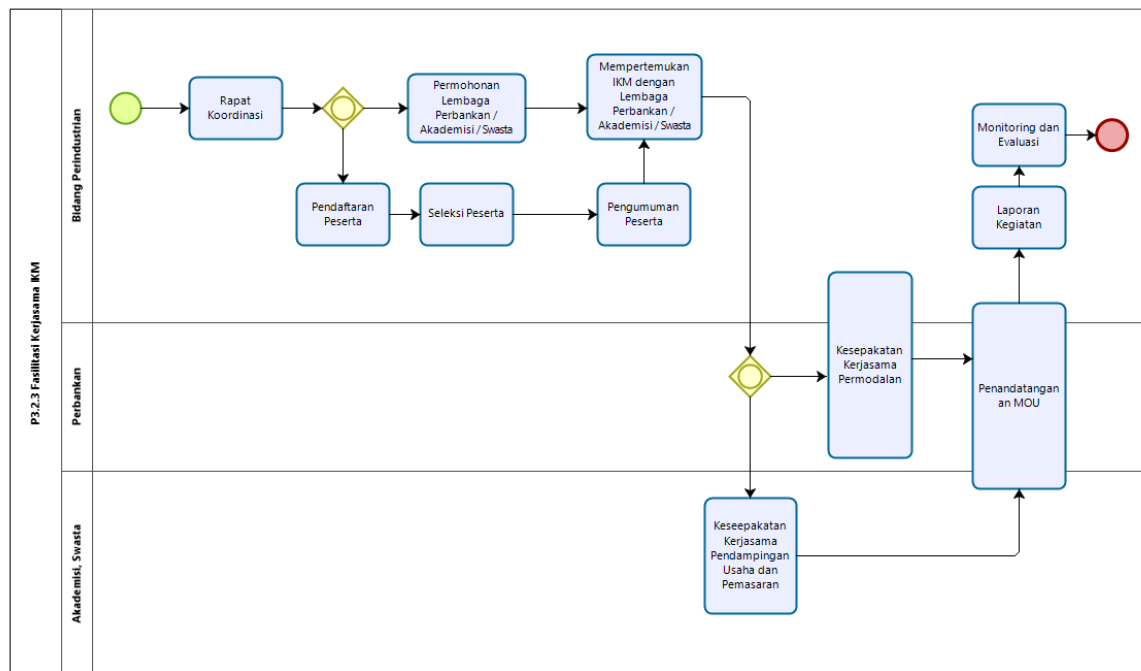 P3.2.3 Fasilitasi Kerjasama IKM
Bidang Perindustrian
Rapat
Koordinasi
Permohonan
Lembaga
Perbankan /
Akademisi / Swasta
Mempertemukan
IKM dengan
Lembaga
Perbankan /
Akademisi / Swasta
Pendaftaran
Peserta
Seleksi Peserta
Pengumuman
Peserta
Monitoring dan
Evaluasi
Laporan
Kegiatan
Perbankan
Kesepakatan
Kerjasama
Permodalan
Penandatangan
an MOU
Akademisi, Swasta
Keseepakatan
Kerjasama
Pendampingan
Usaha dan
Pemasaran